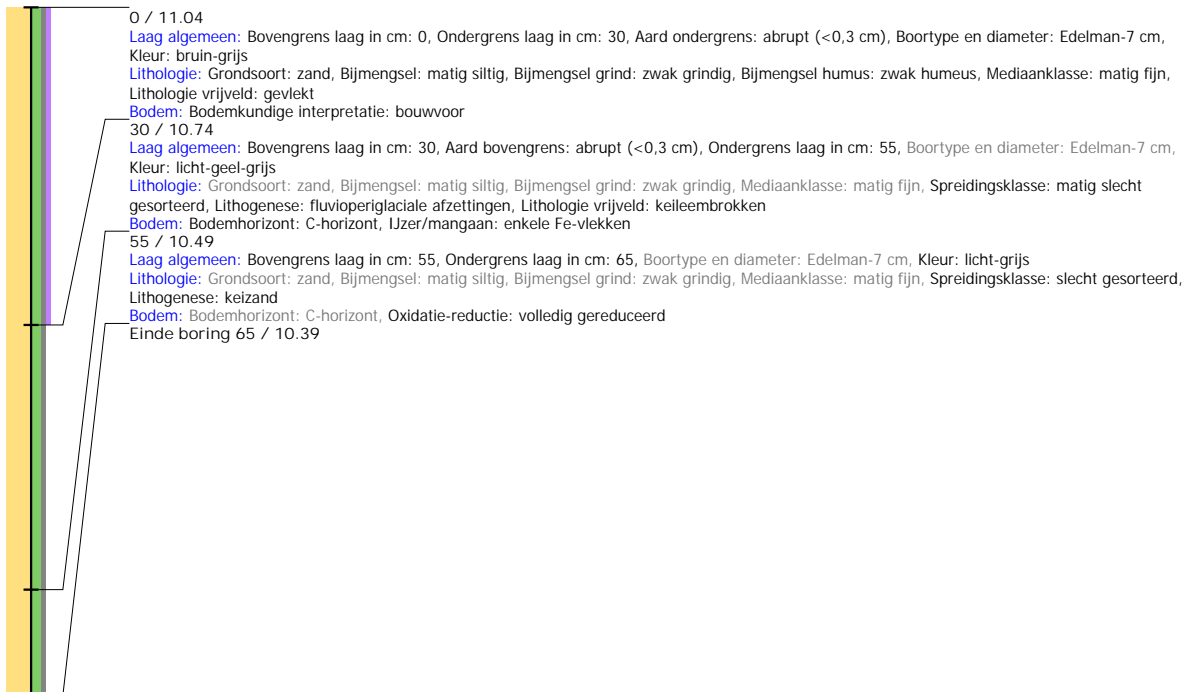 0 / 11.04
Laag algemeen: Bovengrens laag in cm: 0, Ondergrens laag in cm: 30, Aard ondergrens: abrupt (<0,3 cm), Boortype en diameter: Edelman-7 cm,
Kleur: bruin-grijs
Lithologie: Grondsoort: zand, Bijmengsel: matig siltig, Bijmengsel grind: zwak grindig, Bijmengsel humus: zwak humeus, Mediaanklasse: matig fijn,
Lithologie vrijveld: gevlekt
Bodem: Bodemkundige interpretatie: bouwvoor
30 / 10.74
Laag algemeen: Bovengrens laag in cm: 30, Aard bovengrens: abrupt (<0,3 cm), Ondergrens laag in cm: 55, Boortype en diameter: Edelman-7 cm,
Kleur: licht-geel-grijs
Lithologie: Grondsoort: zand, Bijmengsel: matig siltig, Bijmengsel grind: zwak grindig, Mediaanklasse: matig fijn, Spreidingsklasse: matig slecht
gesorteerd, Lithogenese: fluvioperiglaciale afzettingen, Lithologie vrijveld: keileembrokken
Bodem: Bodemhorizont: C-horizont, IJzer/mangaan: enkele Fe-vlekken
55 / 10.49
Laag algemeen: Bovengrens laag in cm: 55, Ondergrens laag in cm: 65, Boortype en diameter: Edelman-7 cm, Kleur: licht-grijs
Lithologie: Grondsoort: zand, Bijmengsel: matig siltig, Bijmengsel grind: zwak grindig, Mediaanklasse: matig fijn, Spreidingsklasse: slecht gesorteerd,
Lithogenese: keizand
Bodem: Bodemhorizont: C-horizont, Oxidatie-reductie: volledig gereduceerd
Einde boring 65 / 10.39